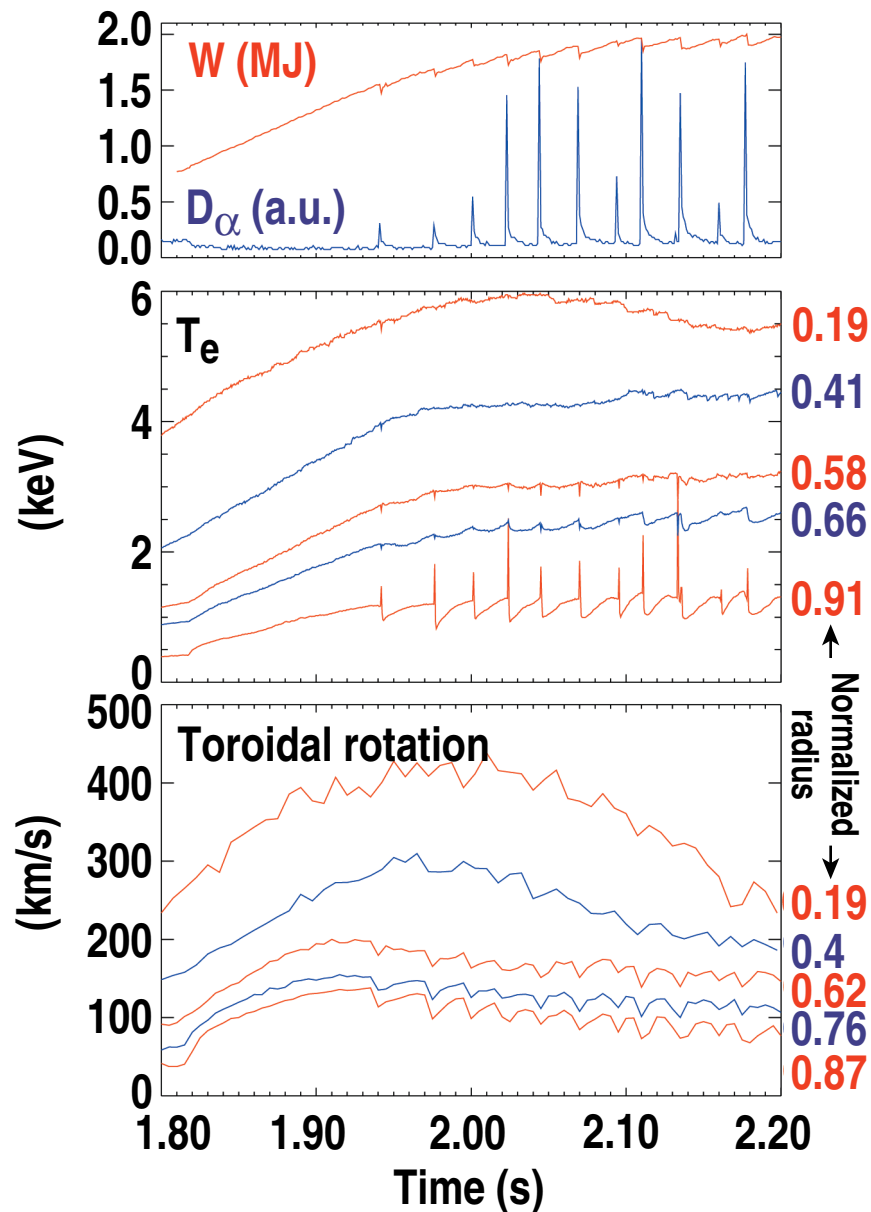 2.0
W (MJ)
1.5
1.0
0.5
Dα (a.u.)
0.0
6
Te
0.19
4
0.41
(keV)
0.58
2
0.66
0.91
0
Normalized
radius
500
Toroidal rotation
400
(km/s)
300
0.19
200
0.4
0.62
100
0.76
0
0.87
1.80 1.90 2.00 2.10 2.20
Time (s)